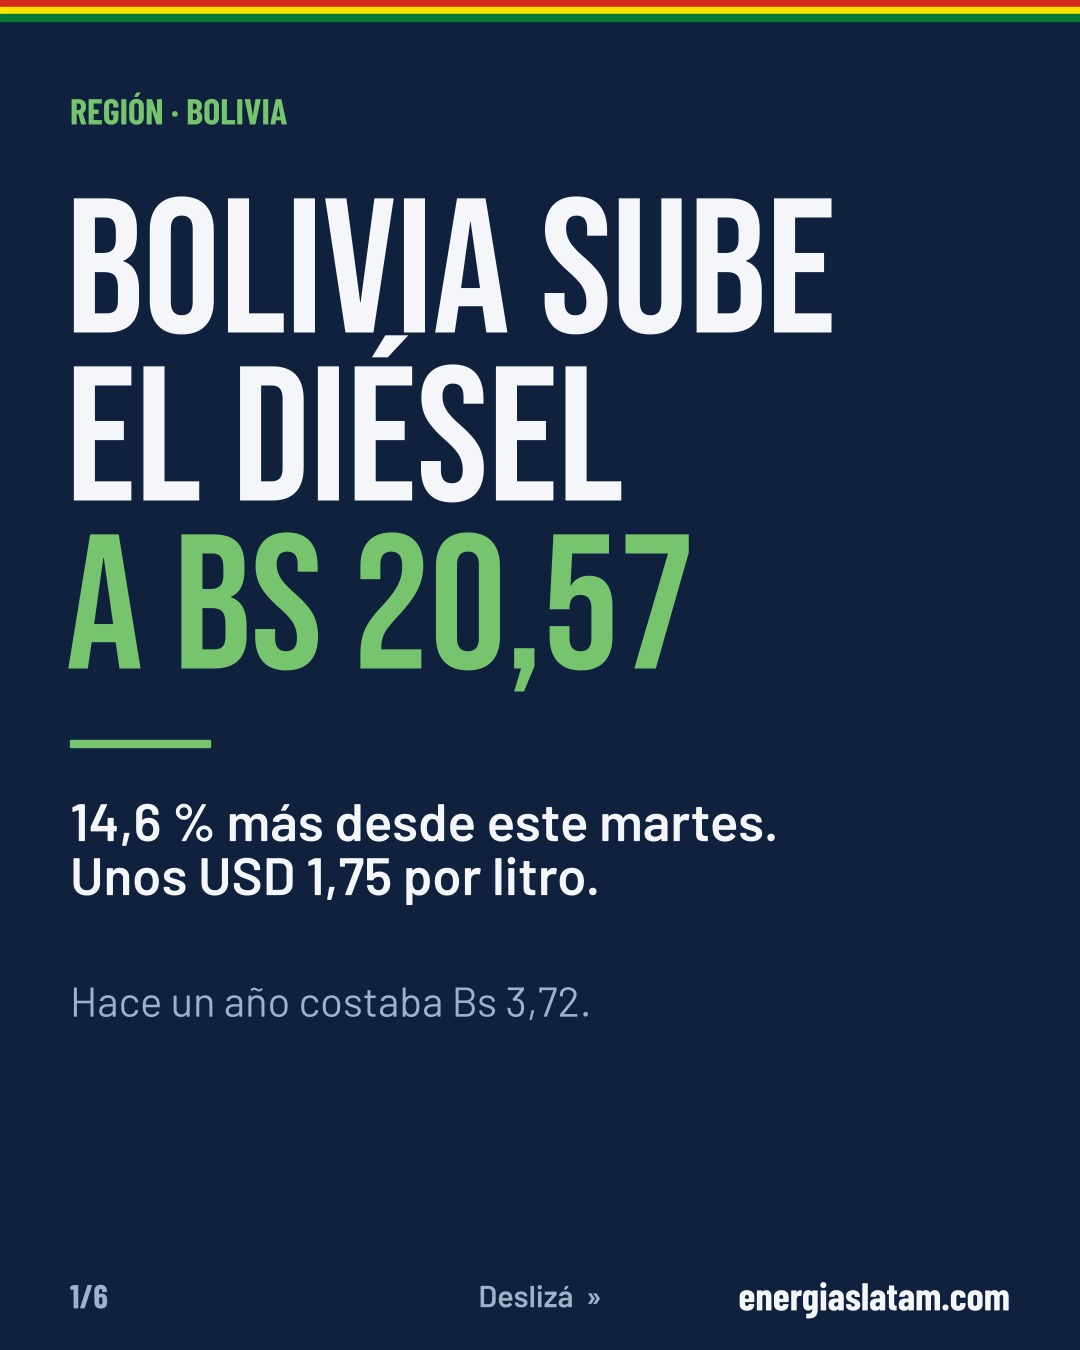 REGIÓN · BOLIVIA
BOLIVIA SUBE
EL DIÉSEL
A BS 20,57
14,6 % más desde este martes.
Unos USD 1,75 por litro.
Hace un año costaba Bs 3,72.
1/6
Deslizá »
energiaslatam.com